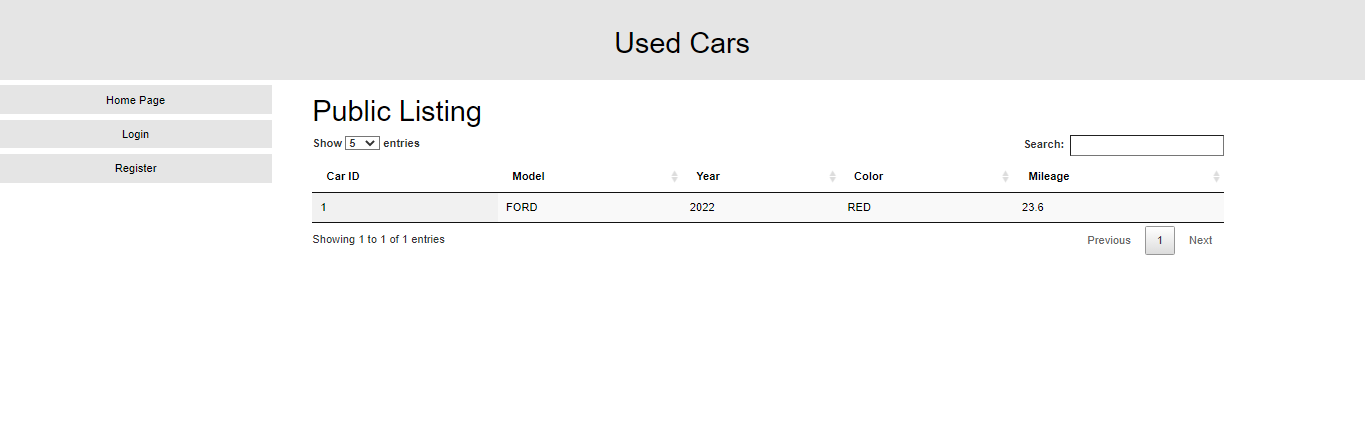 Used Cars
Home Page
Login
Register
Public Listing
Show 5 entries Search:
Car ID Model Year Color Mileage
1 FORD 2022 RED 23.6
Showing 1 to 1 of 1 entries Previous 1 Next